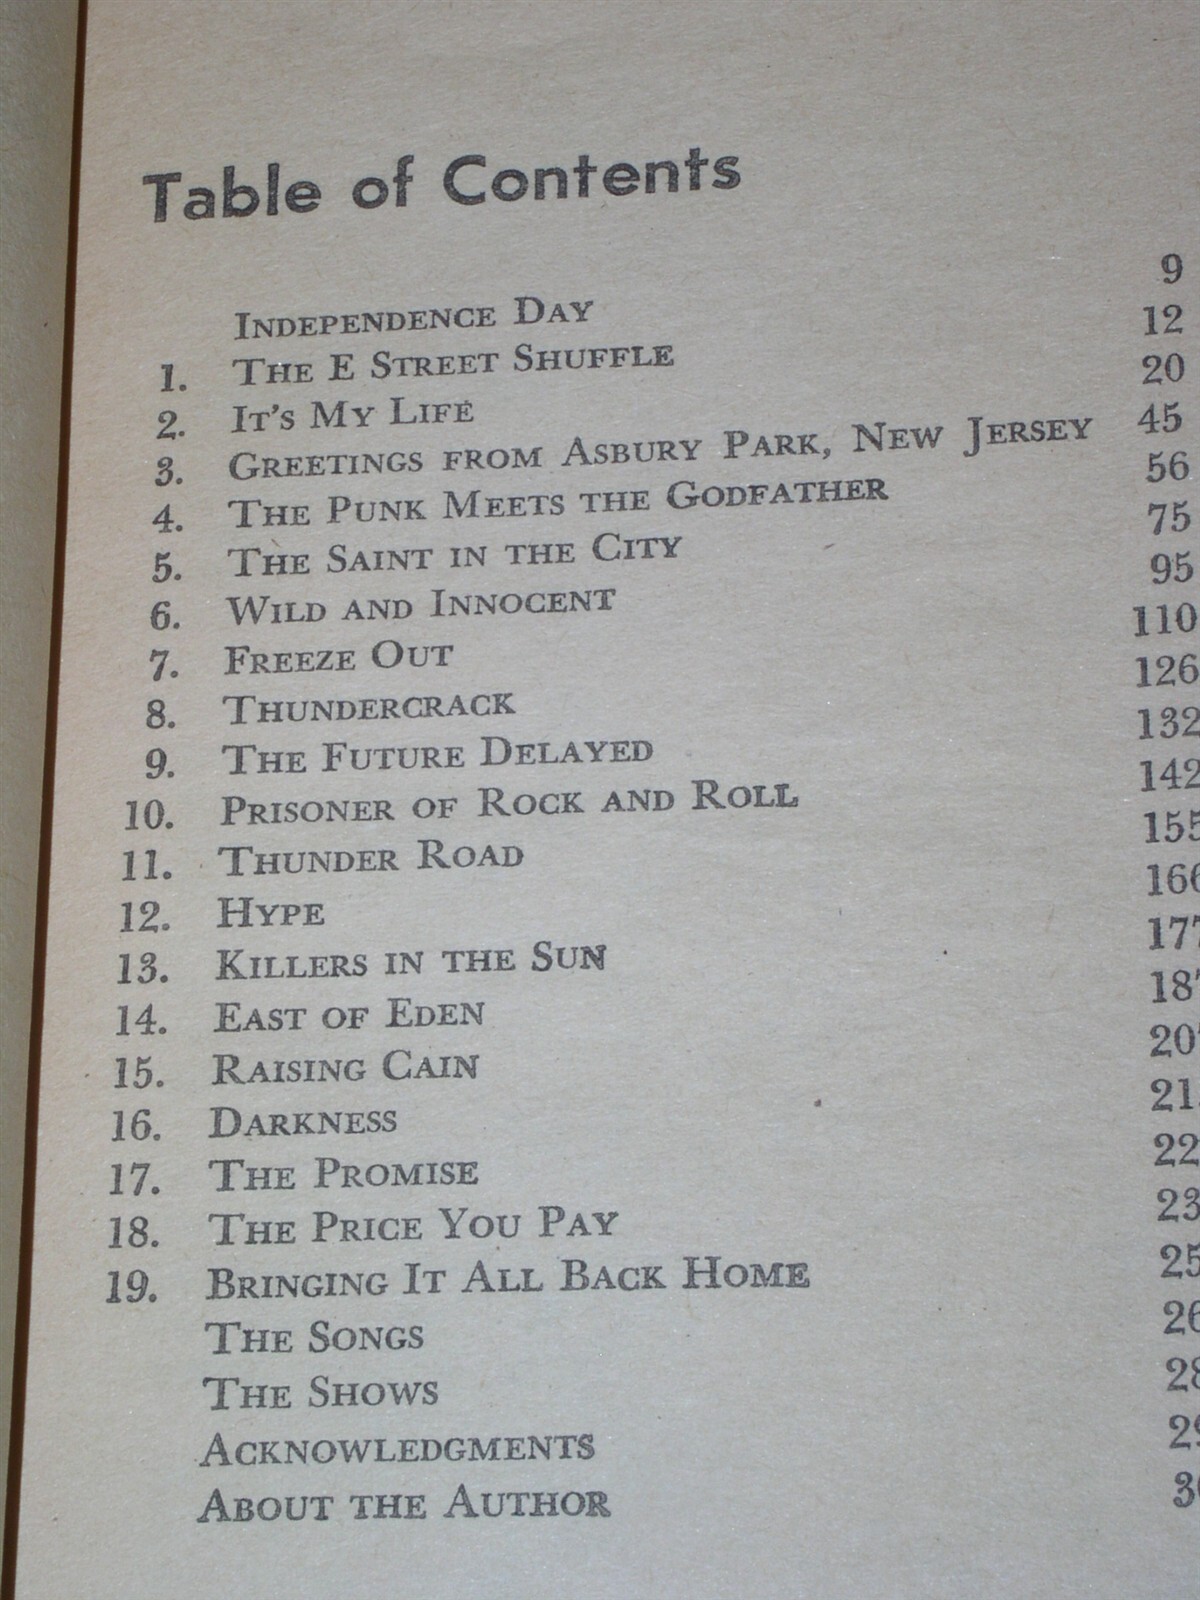 Table of Contents
INDEPENDENCE DAY 9
1. THE E STREET SHUFFLE 12
2. IT'S MY LIFE 20
3. GREETINGS FROM ASBURY PARK, NEW JERSEY 45
4. THE PUNK MEETS THE GODFATHER 56
5. THE SAINT IN THE CITY 75
6. WILD AND INNOCENT 95
7. FREEZE OUT 110
8. THUNDERCRACK 126
9. THE FUTURE DELAYED 132
10. PRISONER OF ROCK AND ROLL 142
11. THUNDER ROAD 155
12. HYPE 166
13. KILLERS IN THE SUN 177
14. EAST OF EDEN
15. RAISING CAIN
16. DARKNESS
17. THE PROMISE
18. THE PRICE YOU PAY
19. BRINGING IT ALL BACK HOME
THE SONGS
THE SHOWS
ACKNOWLEDGMENTS
ABOUT THE AUTHOR